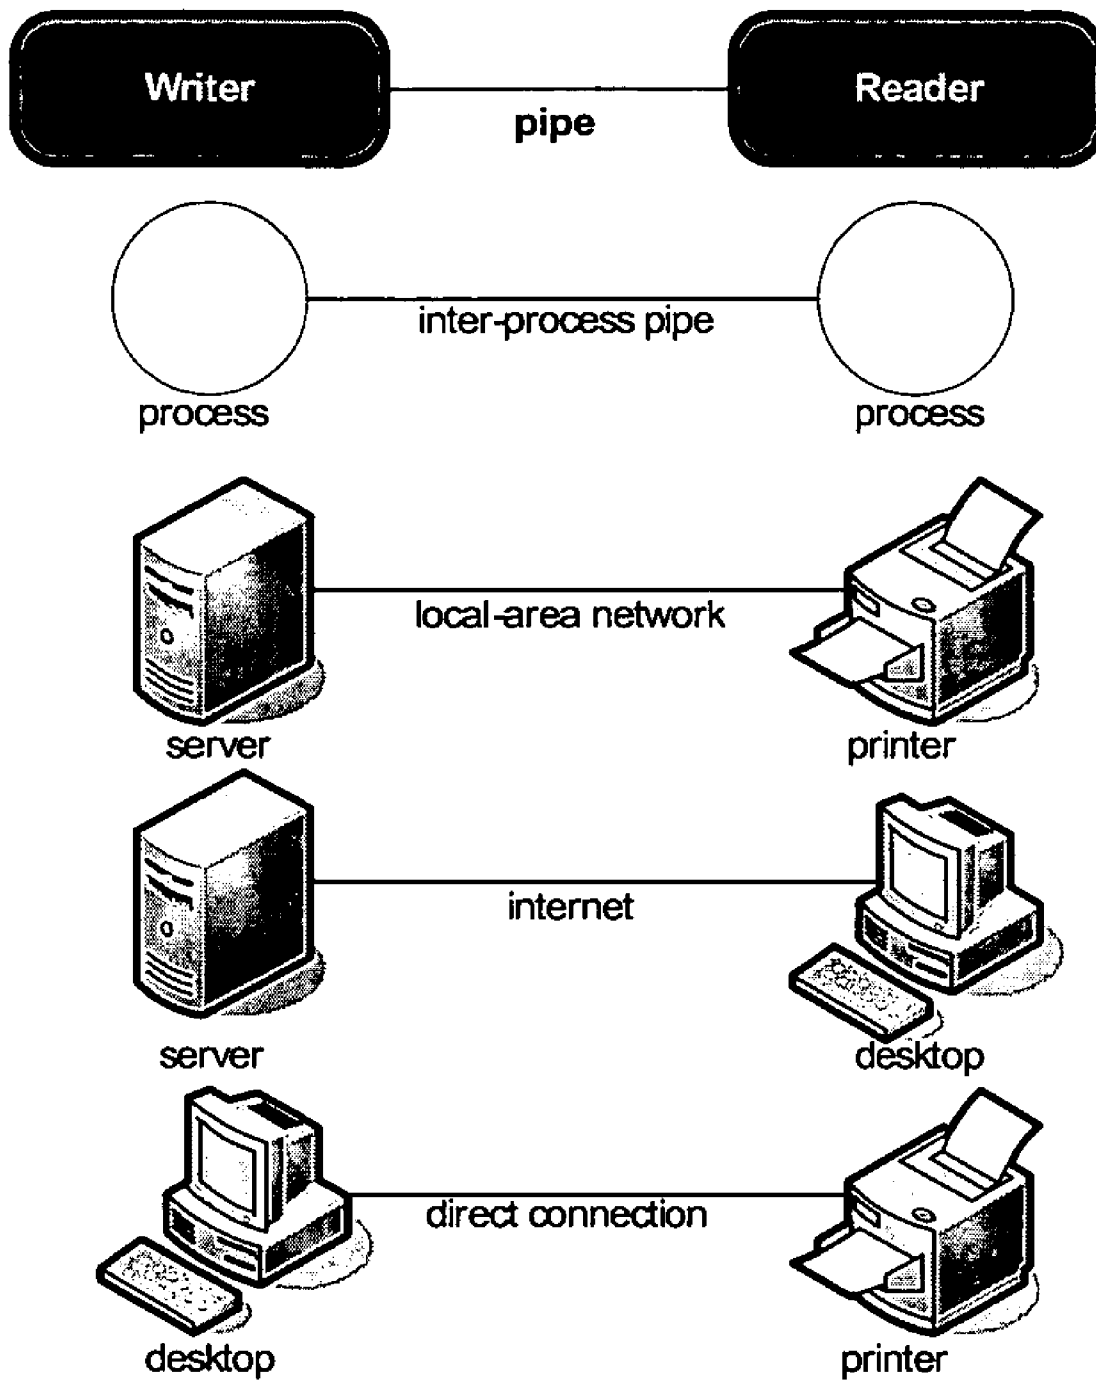 Writer
Reader
pipe
inter-process pipe
process
process
local-area network
server
printer
internet
server
desktop
direct connection
desktop
printer